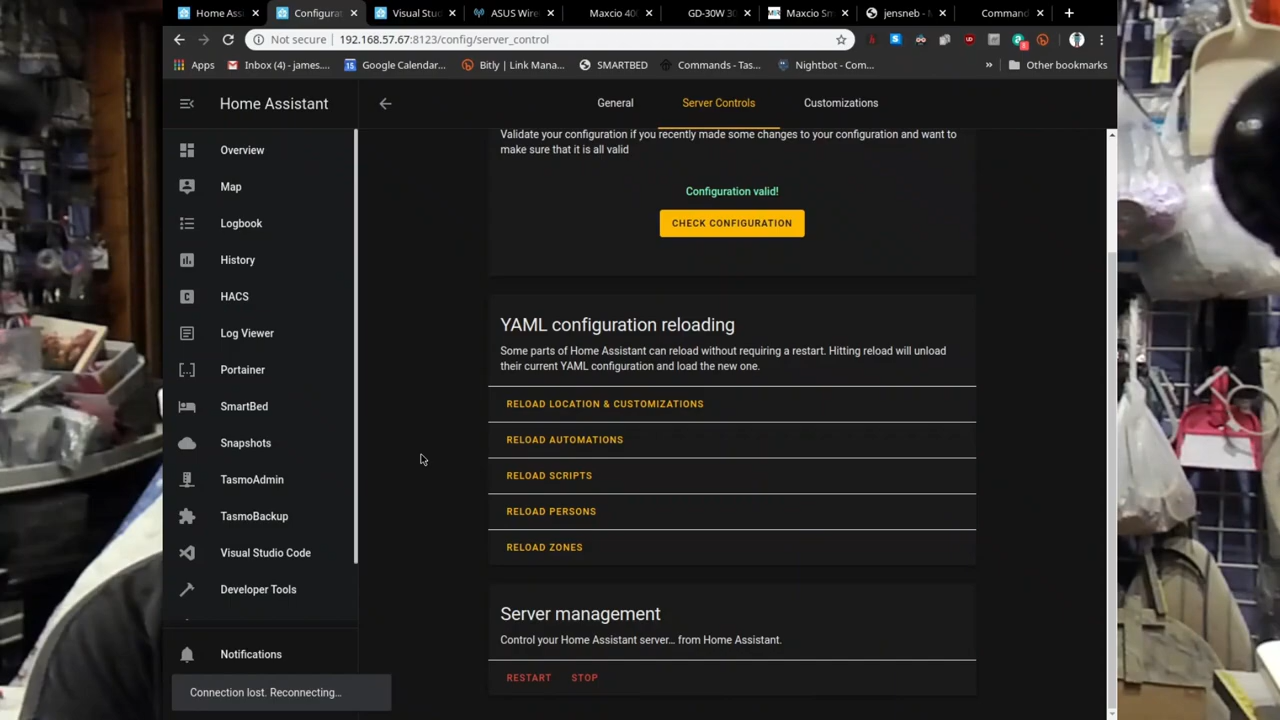 Home Assi
Configurat
Visual Stud
ASUS Wire
Maxcio 400
GD-30W 30
Maxcio Sm
jensneb -
Command
Not secure
192.168.57.67:8123/config/server_control
Apps
Inbox (4) - james....
Google Calendar...
Bitly | Link Mana...
SMARTBED
Commands - Tas...
Nightbot - Com...
»
Other bookmarks
Home Assistant
General
Server Controls
Customizations
Overview
Map
Logbook
History
HACS
Log Viewer
Portainer
SmartBed
Snapshots
TasmoAdmin
TasmoBackup
Visual Studio Code
Developer Tools
Notifications
Connection lost. Reconnecting...
Validate your configuration if you recently made some changes to your configuration and want to
make sure that it is all valid
Configuration valid!
CHECK CONFIGURATION
YAML configuration reloading
Some parts of Home Assistant can reload without requiring a restart. Hitting reload will unload
their current YAML configuration and load the new one.
RELOAD LOCATION & CUSTOMIZATIONS
RELOAD AUTOMATIONS
RELOAD SCRIPTS
RELOAD PERSONS
RELOAD ZONES
Server management
Control your Home Assistant server... from Home Assistant.
RESTART STOP